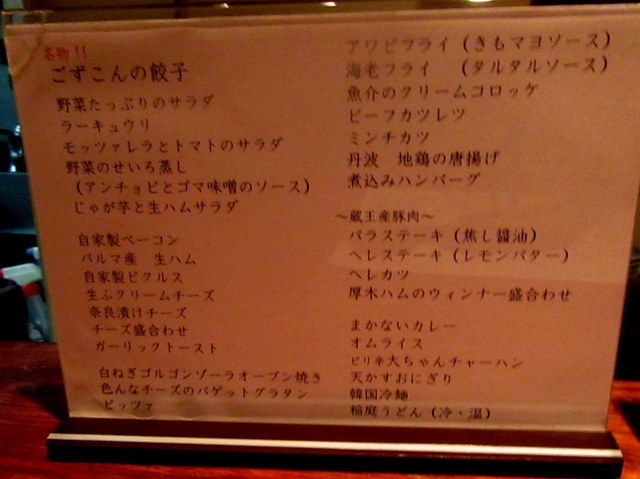 名物!!
ごずこんの餃子
野菜たっぷりのサラダ
ラーキュウリ
モッツァレラとトマトのサラダ
野菜のせいろ蒸し
(アンチョビとゴマ味噌のソース)
じゃが芋と生ハムサラダ
自家製ベーコン
パルマ産 生ハム
自家製ピクルス
生ふクリームチーズ
奈良漬けチーズ
チーズ盛合わせ
ガーリックトースト
白ねぎゴルゴンゾーラオーブン焼き
色んなチーズのバゲットグラタン
ピッツァ
アワビフライ(きもマヨソース)
海老フライ (タルタルソース)
魚介のクリームコロッケ
ビーフカツレツ
ミンチカツ
丹波 地鶏の唐揚げ
煮込みハンバーグ
〜蔵王産豚肉〜
バラステーキ(焦し醤油)
ヘレステーキ(レモンバター)
ヘレカツ
厚木ハムのウィンナー盛合わせ
まかないカレー
オムライス
ピリ辛大ちゃんチャーハン
天かすおにぎり
韓国冷麺
稲庭うどん(冷・温)